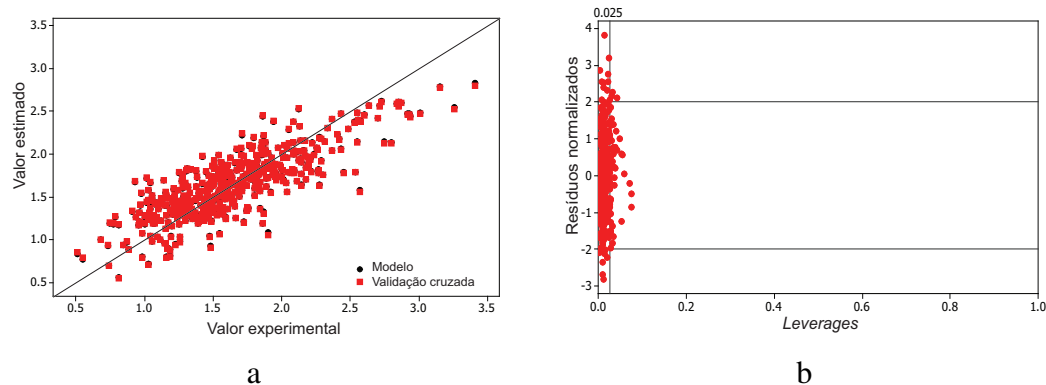 3.5
3.0
2.5
2.0
1.5
1.0
0.5
Valor estimado
Modelo
Validação cruzada
0.5 1.0 1.5 2.0 2.5 3.0 3.5
Valor experimental
a
0.025
4
3
2
1
0
-1
-2
-3
Resíduos normalizados
0.0 0.2 0.4 0.6 0.8 1.0
Leverages
b